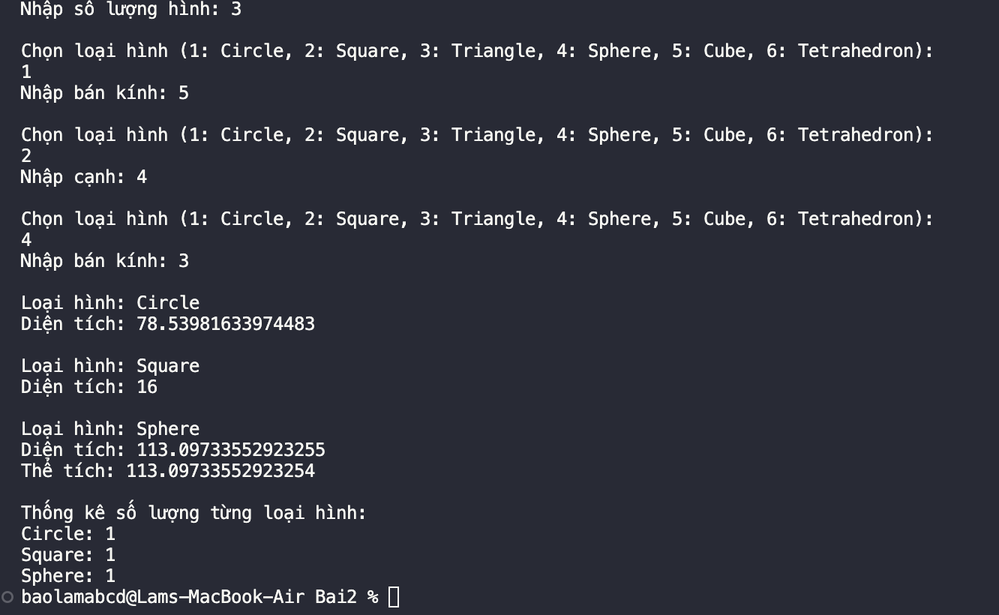 Nhập số lượng hình: 3
Chọn loại hình (1: Circle, 2: Square, 3: Triangle, 4: Sphere, 5: Cube, 6: Tetrahedron):
1
Nhập bán kính: 5
Chọn loại hình (1: Circle, 2: Square, 3: Triangle, 4: Sphere, 5: Cube, 6: Tetrahedron):
2
Nhập cạnh: 4
Chọn loại hình (1: Circle, 2: Square, 3: Triangle, 4: Sphere, 5: Cube, 6: Tetrahedron):
4
Nhập bán kính: 3
Loại hình: Circle
Diện tích: 78.53981633974483
Loại hình: Square
Diện tích: 16
Loại hình: Sphere
Diện tích: 113.09733552923255
Thể tích: 113.09733552923254
Thống kê số lượng từng loại hình:
Circle: 1
Square: 1
Sphere: 1
baolamabcd@Lams-MacBook-Air Bai2 %